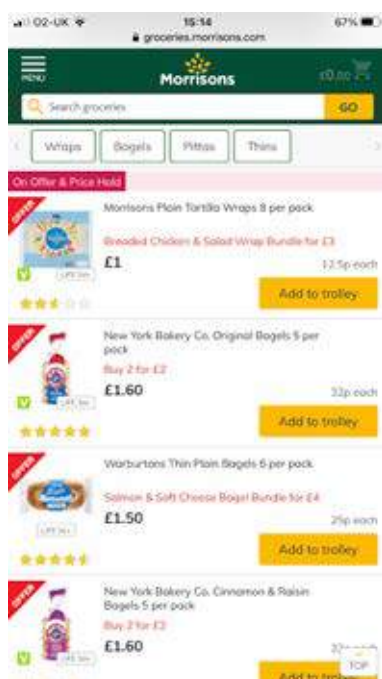 O2-UK 15:14 67%
groceries.morrisons.com
MENU Morrisons £0.00
Search groceries GO
Wraps Bagels Pittas Thins
On Offer & Price Hold
OFFER
Morrisons Plain Tortilla Wraps 8 per pack
Breaded Chicken & Salad Wrap Bundle for £3
£1 12.5p each
V LIFE 5d+
Add to trolley
OFFER
New York Bakery Co. Original Bagels 5 per
pack
Buy 2 for £2
£1.60 32p each
V
Add to trolley
OFFER
Warburtons Thin Plain Bagels 6 per pack
Salmon & Soft Cheese Bagel Bundle for £4
£1.50 25p each
Add to trolley
OFFER
New York Bakery Co. Cinnamon & Raisin
Bagels 5 per pack
Buy 2 for £2
£1.60
V
TOP
Add to trolley